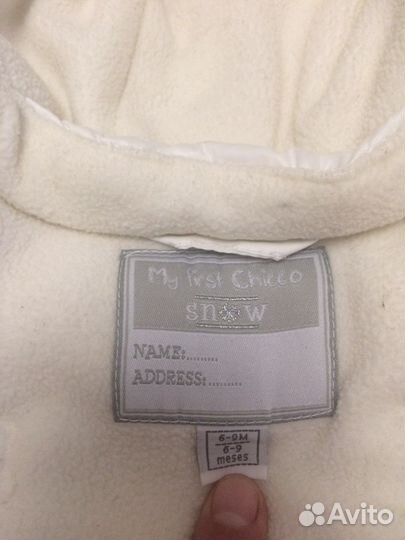 My first Chicco
snow
NAME:.........
ADDRESS:.........
6-9M
6-9
meses
Avito